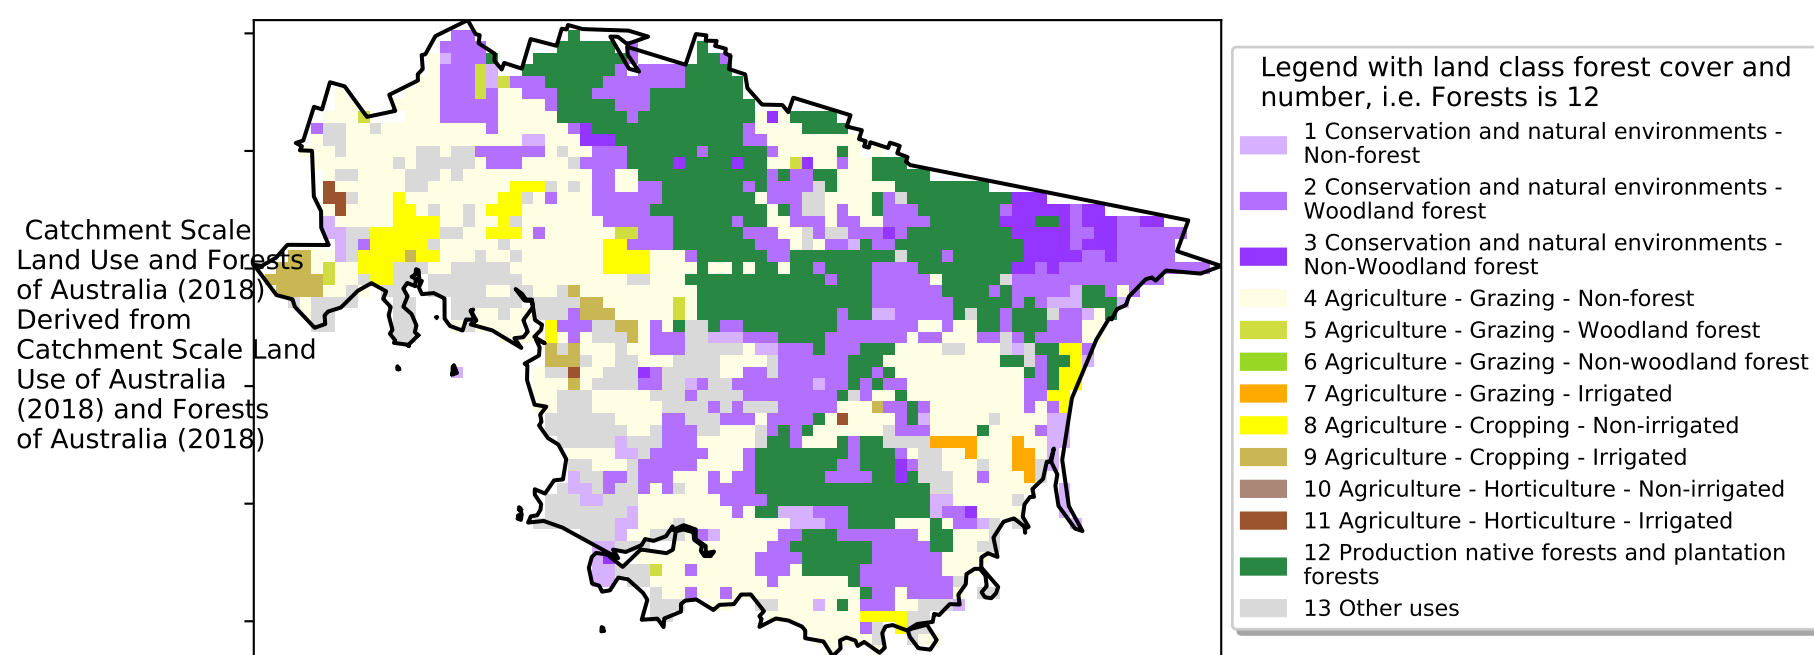 Catchment Scale
Land Use and Forests
of Australia (2018)
Derived from
Catchment Scale Land
Use of Australia
(2018) and Forests
of Australia (2018)
Legend with land class forest cover and
number, i.e. Forests is 12
1 Conservation and natural environments -
Non-forest
2 Conservation and natural environments -
Woodland forest
3 Conservation and natural environments -
Non-Woodland forest
4 Agriculture - Grazing - Non-forest
5 Agriculture - Grazing - Woodland forest
6 Agriculture - Grazing - Non-woodland forest
7 Agriculture - Grazing - Irrigated
8 Agriculture - Cropping - Non-irrigated
9 Agriculture - Cropping - Irrigated
10 Agriculture - Horticulture - Non-irrigated
11 Agriculture - Horticulture - Irrigated
12 Production native forests and plantation
forests
13 Other uses